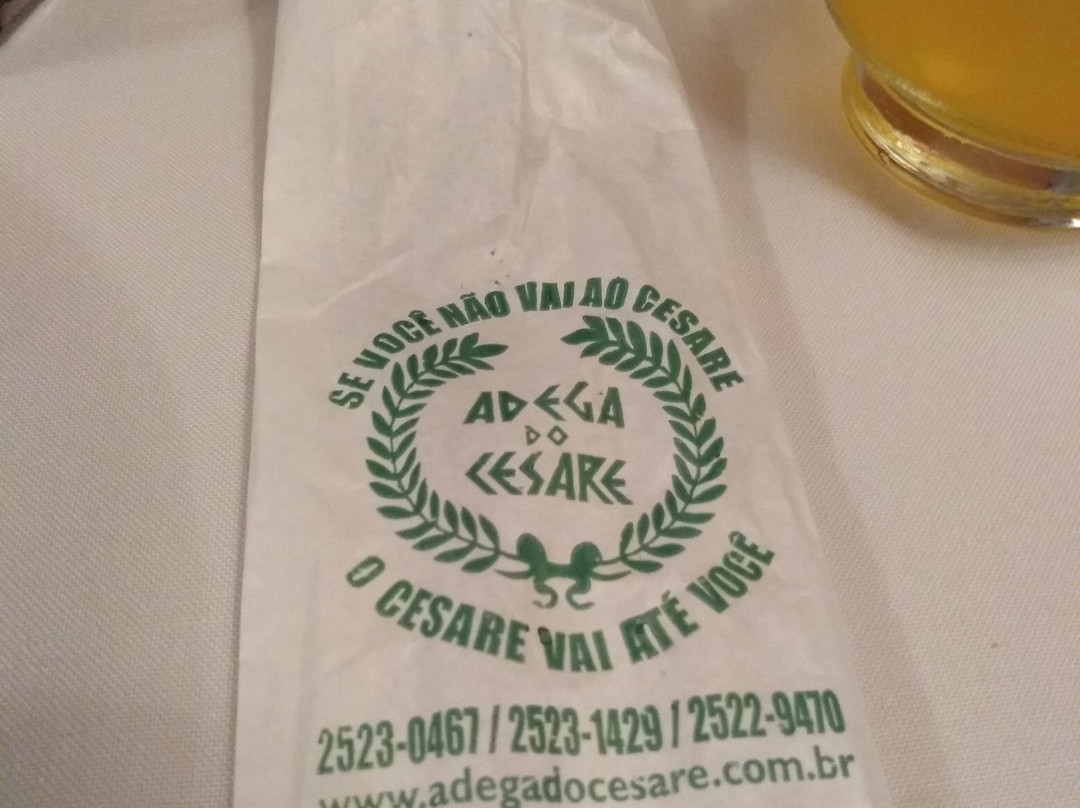 SE VOCÊ NÃO VAI AO CESARE
ADEGA
DO
CESARE
O CESARE VAI ATÉ VOCÊ
2523-0467 / 2523-1429 / 2522-9470
www.adegadocesare.com.br